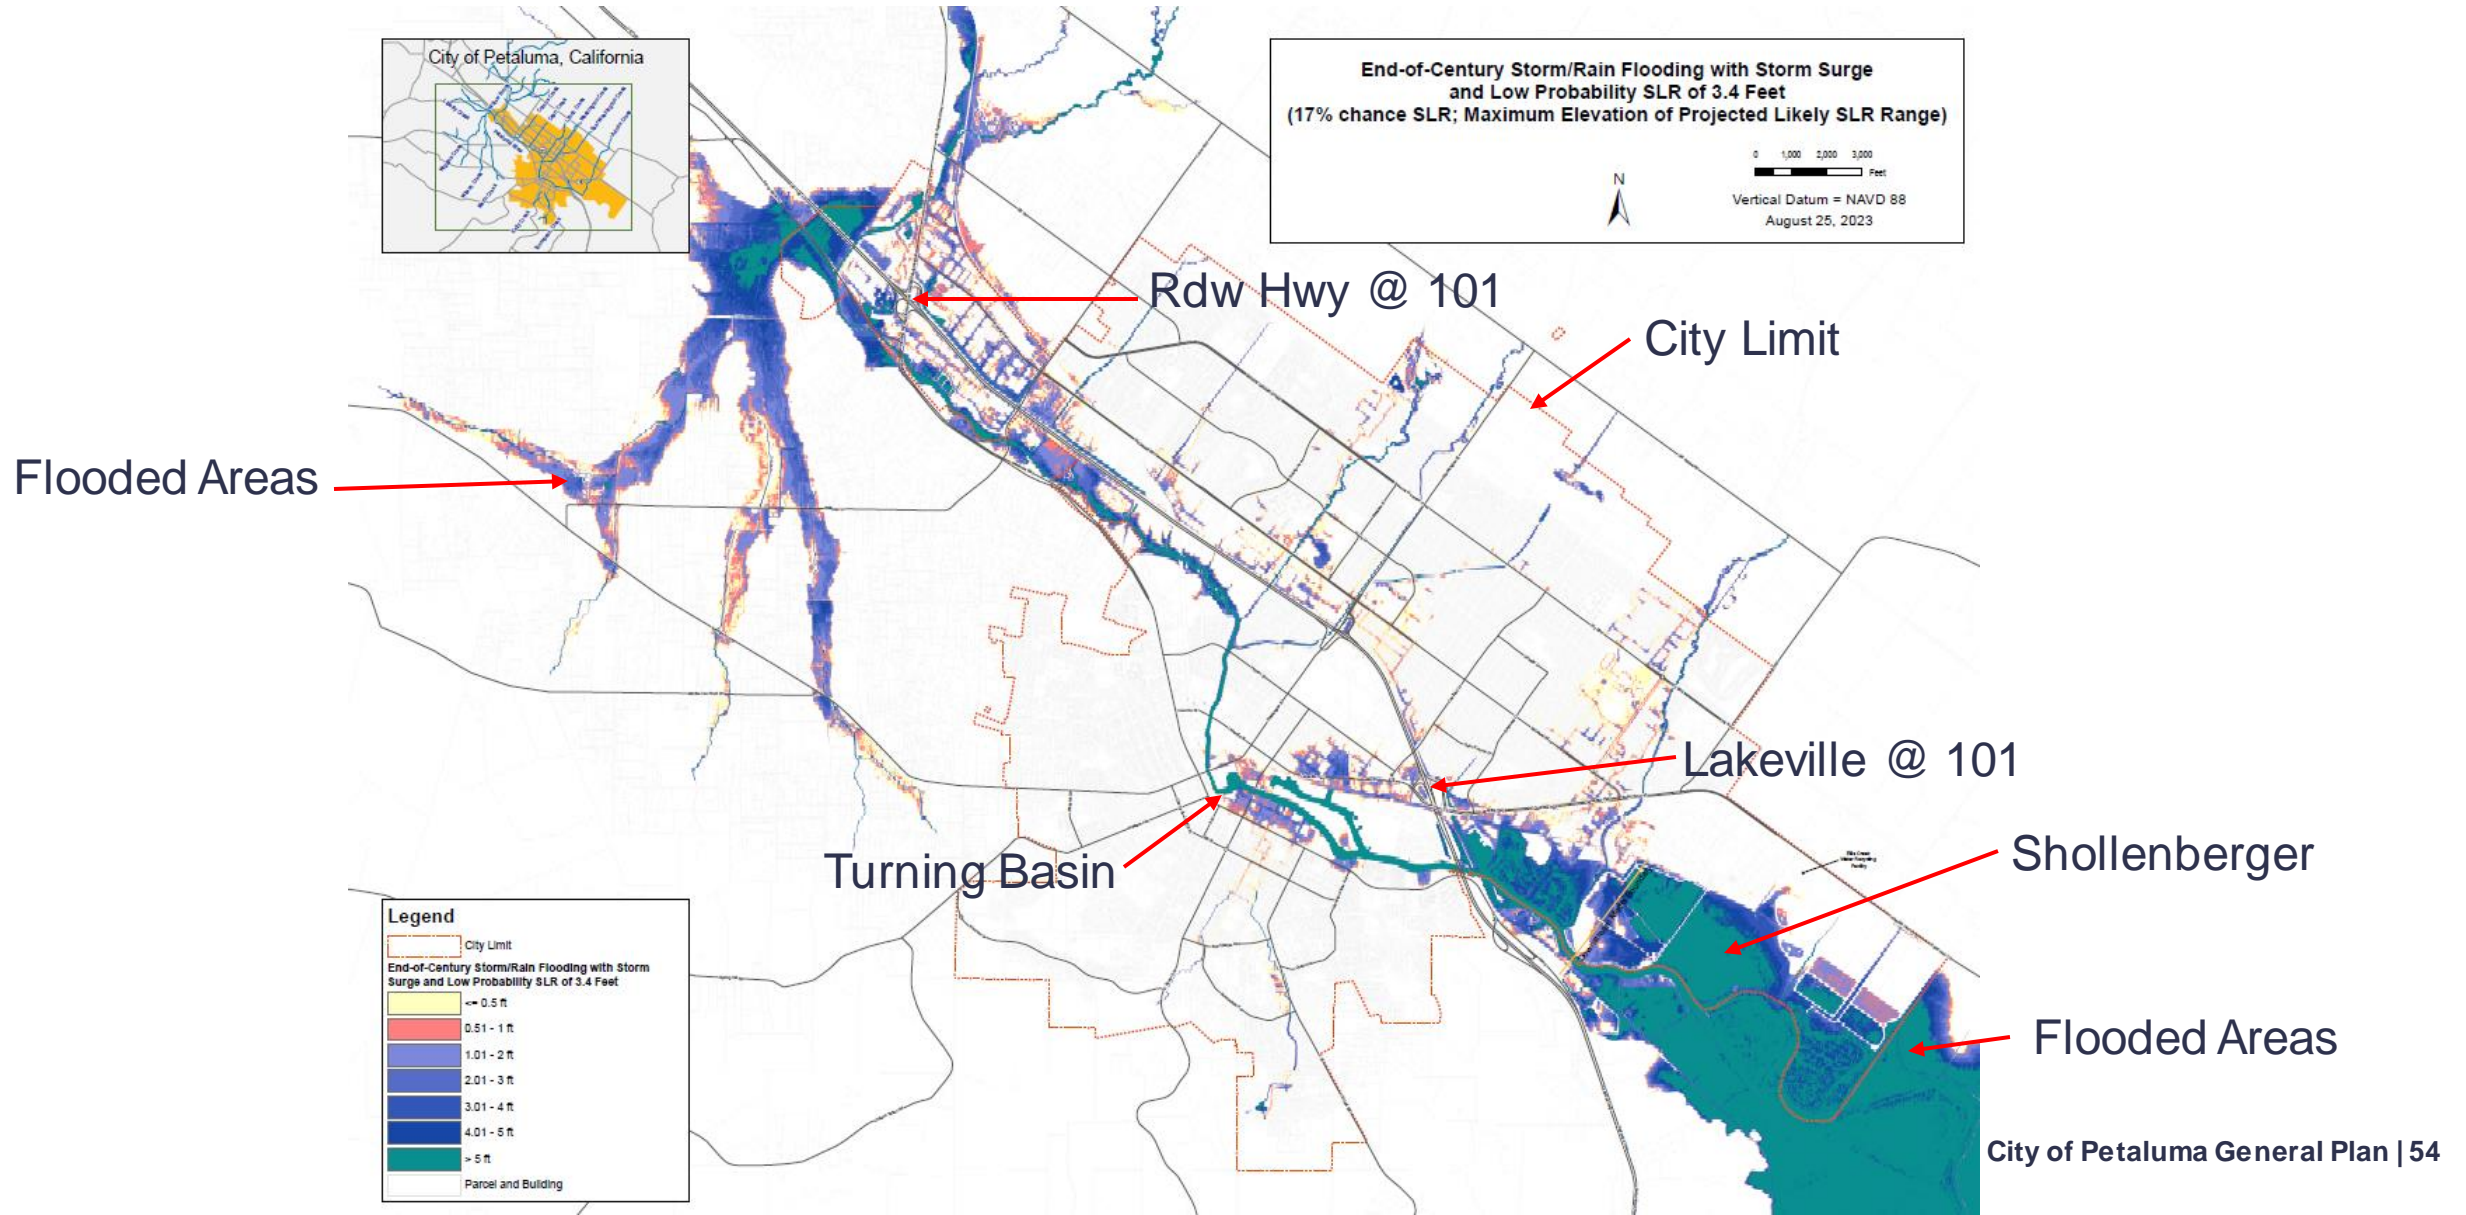 City of Petaluma, California
End-of-Century Storm/Rain Flooding with Storm Surge
and Low Probability SLR of 3.4 Feet
(17% chance SLR; Maximum Elevation of Projected Likely SLR Range)
0 1,000 2,000 3,000
Feet
N
Vertical Datum = NAVD 88
August 25, 2023
Rdw Hwy @ 101
City Limit
Flooded Areas
Lakeville @ 101
Turning Basin
Shollenberger
Flooded Areas
Legend
City Limit
End-of-Century Storm/Rain Flooding with Storm
Surge and Low Probability SLR of 3.4 Feet
<= 0.5 ft
0.51 - 1 ft
1.01 - 2 ft
2.01 - 3 ft
3.01 - 4 ft
4.01 - 5 ft
> 5 ft
Parcel and Building
City of Petaluma General Plan | 54